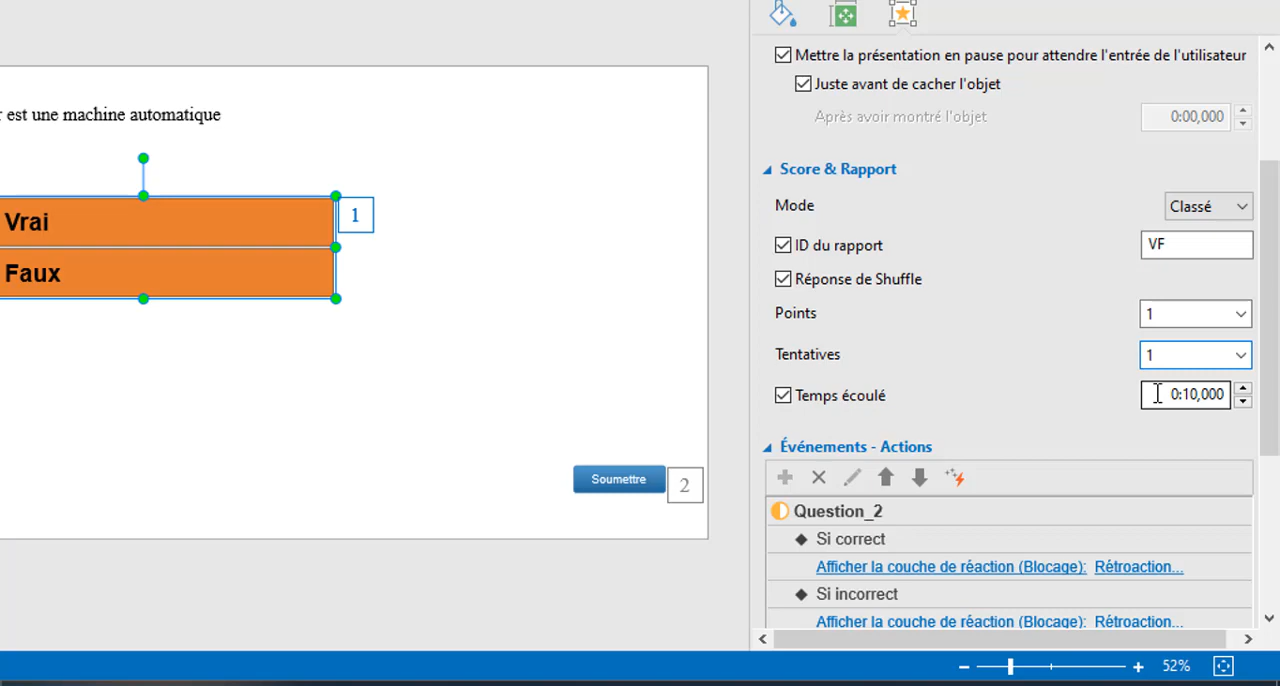 est une machine automatique
Vrai
1
Faux
Soumettre
2
Mettre la présentation en pause pour attendre l'entrée de l'utilisateur
Juste avant de cacher l'objet
Après avoir montré l'objet 0:00,000
Score & Rapport
Mode Classé
ID du rapport VF
Réponse de Shuffle
Points 1
Tentatives 1
Temps écoulé 0:10,000
Événements - Actions
Question_2
Si correct
Afficher la couche de réaction (Blocage): Rétroaction...
Si incorrect
Afficher la couche de réaction (Blocage): Rétroaction...
52%